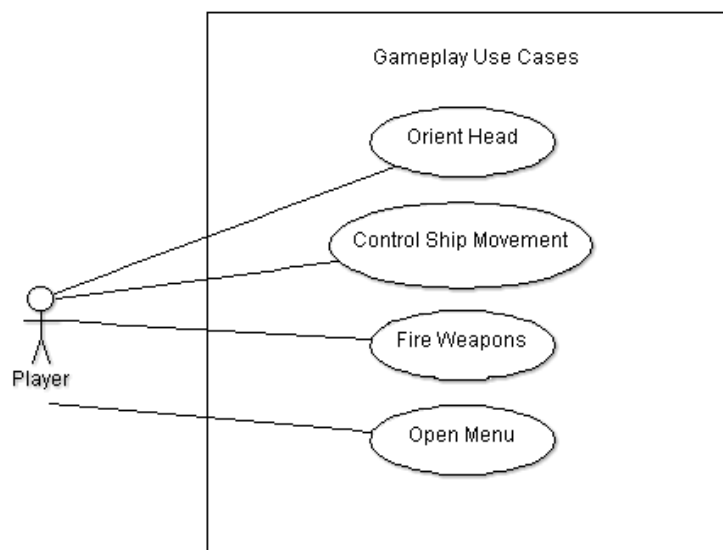 Gameplay Use Cases
Orient Head
Control Ship Movement
Fire Weapons
Player
Open Menu